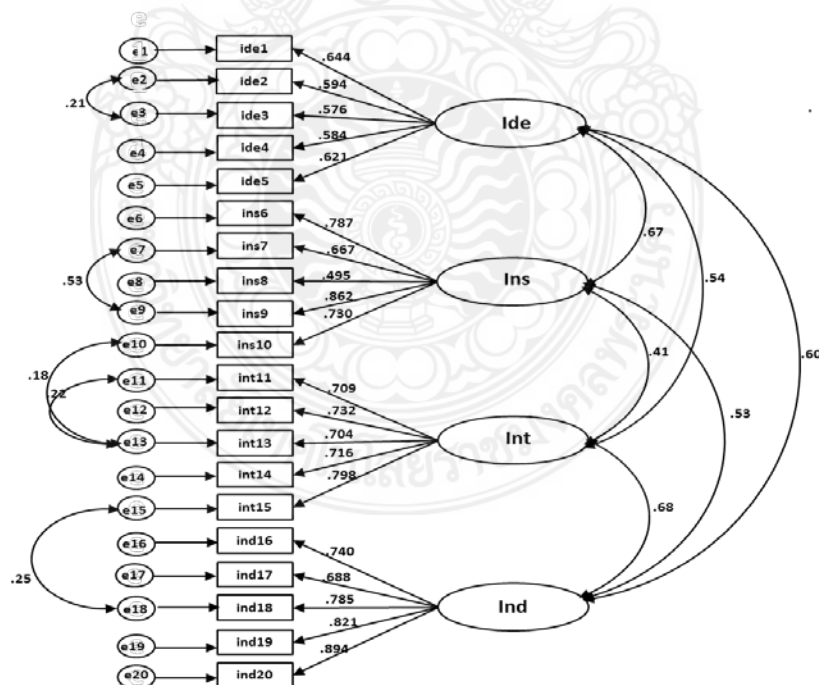 e1 ide1 .644
e2 ide2 .594
.21 e3 ide3 .576 Ide
e4 ide4 .584
e5 ide5 .621
e6 ins6 .787
e7 ins7 .667 .67
.53 e8 ins8 .495 Ins .54
e9 ins9 .862
e10 ins10 .730
.18 e11 int11 .709 .41 .60
.22 e12 int12 .732 .53
e13 int13 .704 Int
e14 int14 .716
e15 int15 .798
e16 ind16 .740 .68
.25 e17 ind17 .688
e18 ind18 .785 Ind
e19 ind19 .821
e20 ind20 .894